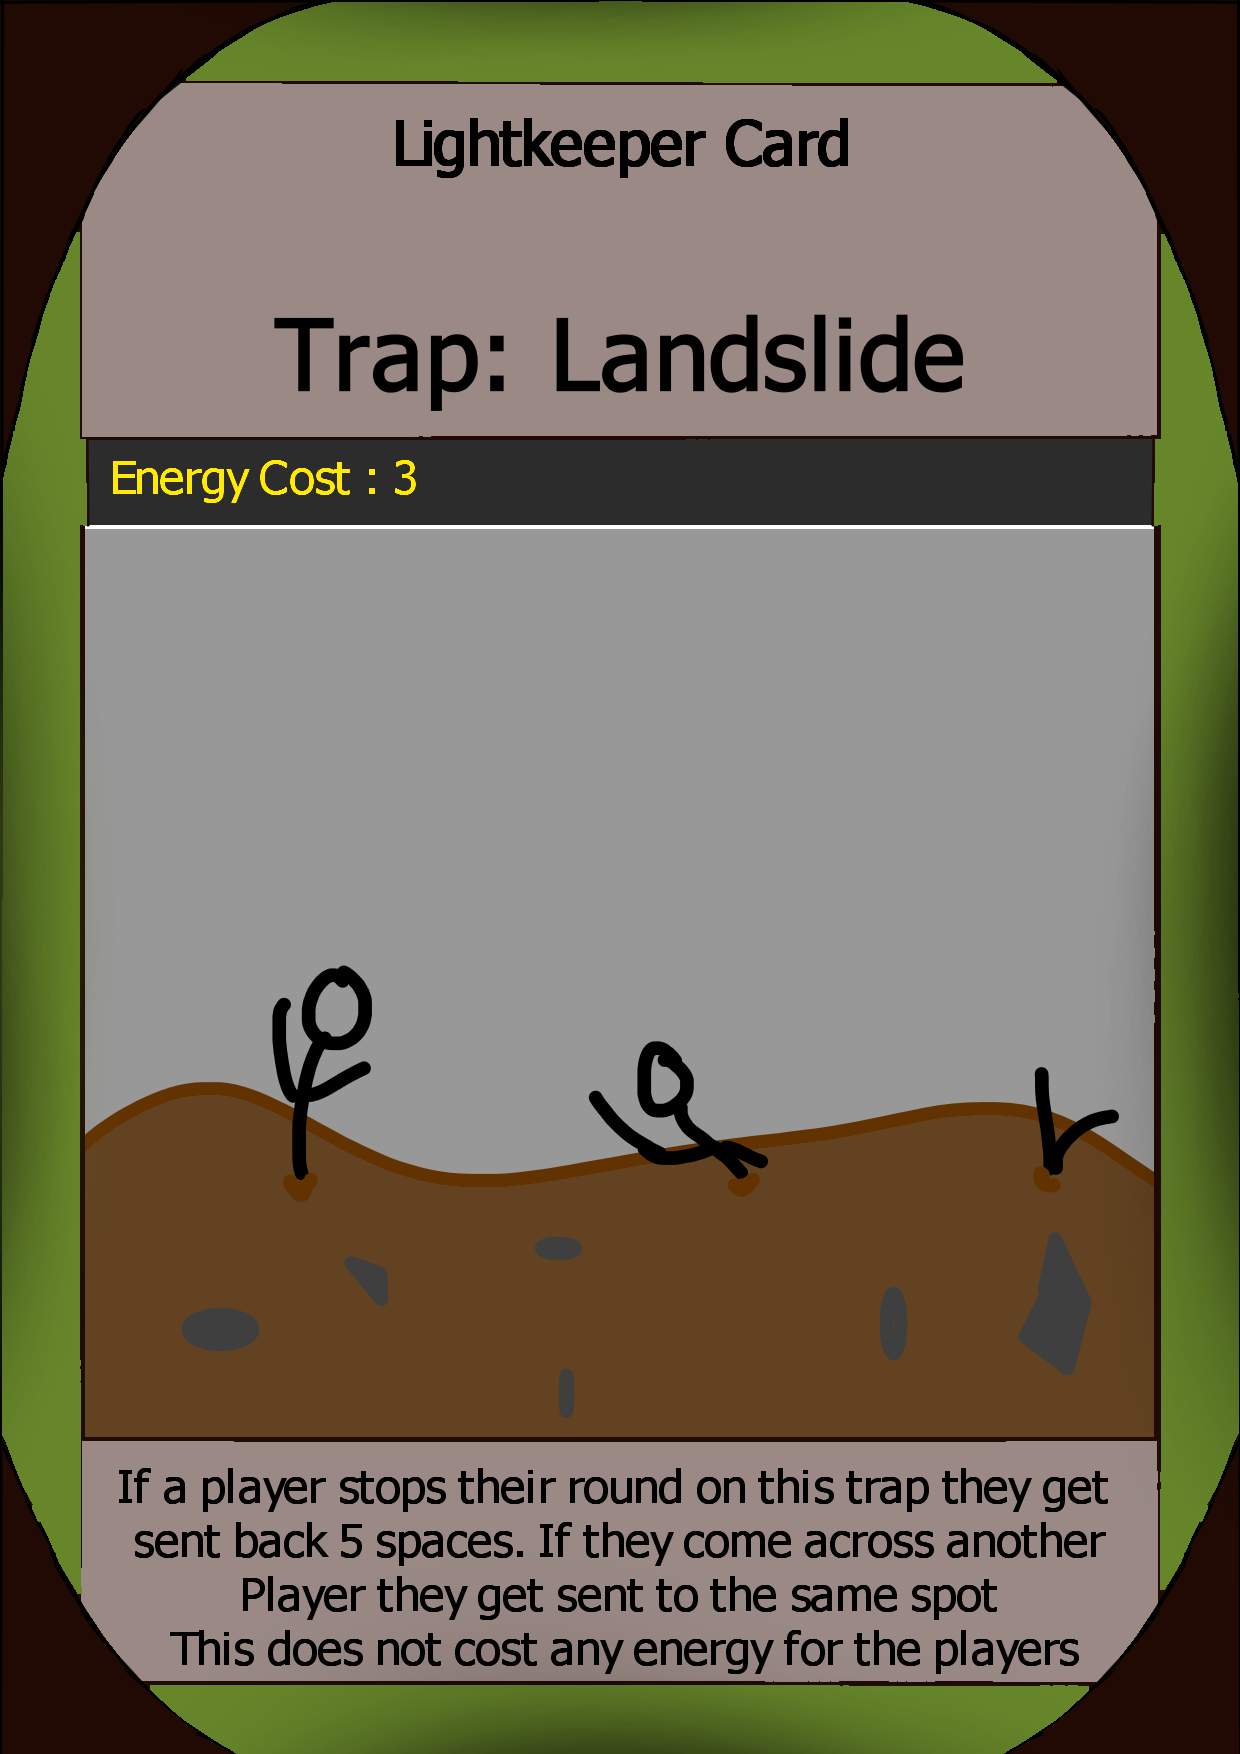 Lightkeeper Card
Trap: Landslide
Energy Cost : 3
If a player stops their round on this trap they get
sent back 5 spaces. If they come across another
Player they get sent to the same spot
This does not cost any energy for the players